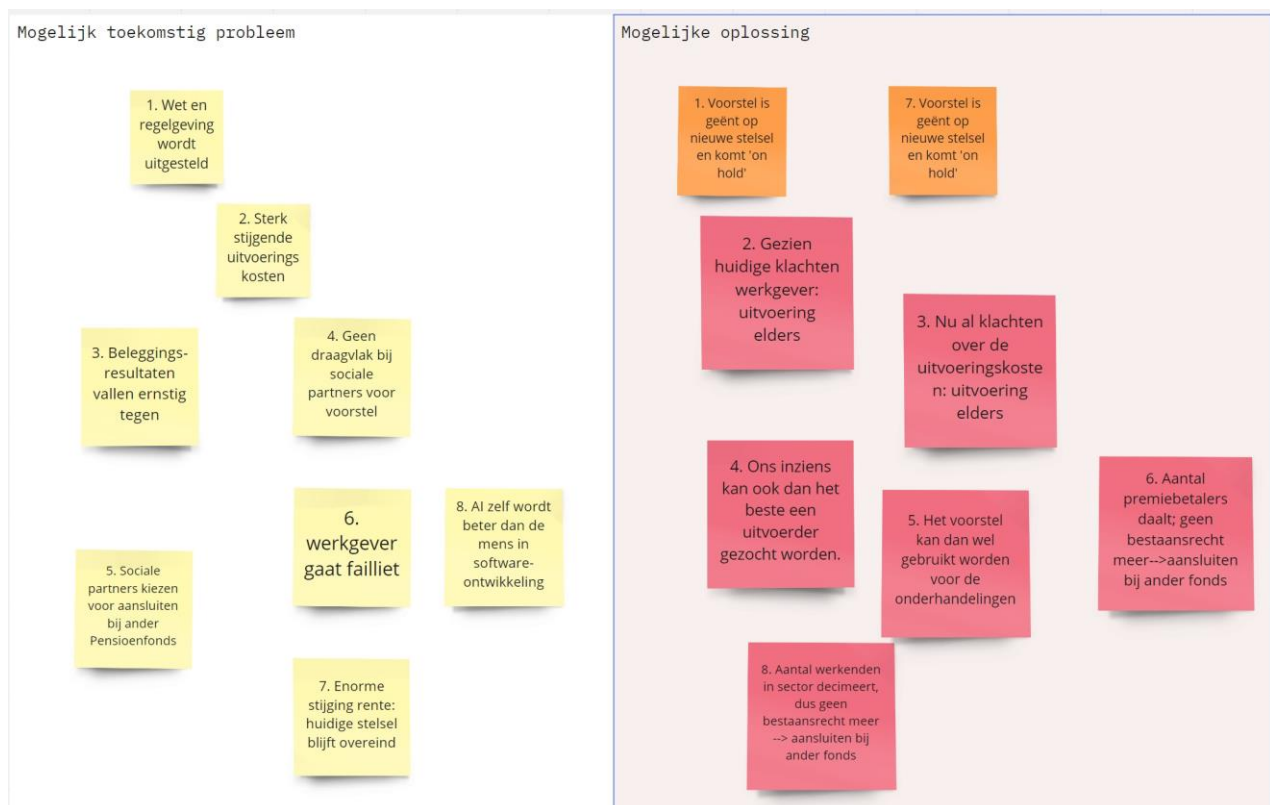 Mogelijk toekomstig probleem
1. Wet en
regelgeving
wordt
uitgesteld
2. Sterk
stijgende
uitvoerings
kosten
3. Beleggings-
resultaten
vallen ernstig
tegen
4. Geen
draagvlak bij
sociale
partners voor
voorstel
6.
werkgever
gaat failliet
8. AI zelf wordt
beter dan de
mens in
software-
ontwikkeling
5. Sociale
partners kiezen
voor aansluiten
bij ander
Pensioenfonds
7. Enorme
stijging rente:
huidige stelsel
blijft overeind
Mogelijke oplossing
1. Voorstel is
geënt op
nieuwe stelsel
en komt 'on
hold'
7. Voorstel is
geënt op
nieuwe stelsel
en komt 'on
hold'
2. Gezien
huidige klachten
werkgever:
uitvoering
elders
3. Nu al klachten
over de
uitvoeringskoste
n: uitvoering
elders
4. Ons inziens
kan ook dan het
beste een
uitvoerder
gezocht worden.
5. Het voorstel
kan dan wel
gebruikt worden
voor de
onderhandelingen
6. Aantal
premiebetalers
daalt; geen
bestaansrecht
meer-->aansluiten
bij ander fonds
8. Aantal werkenden
in sector decimeert,
dus geen
bestaansrecht meer
--> aansluiten bij
ander fonds